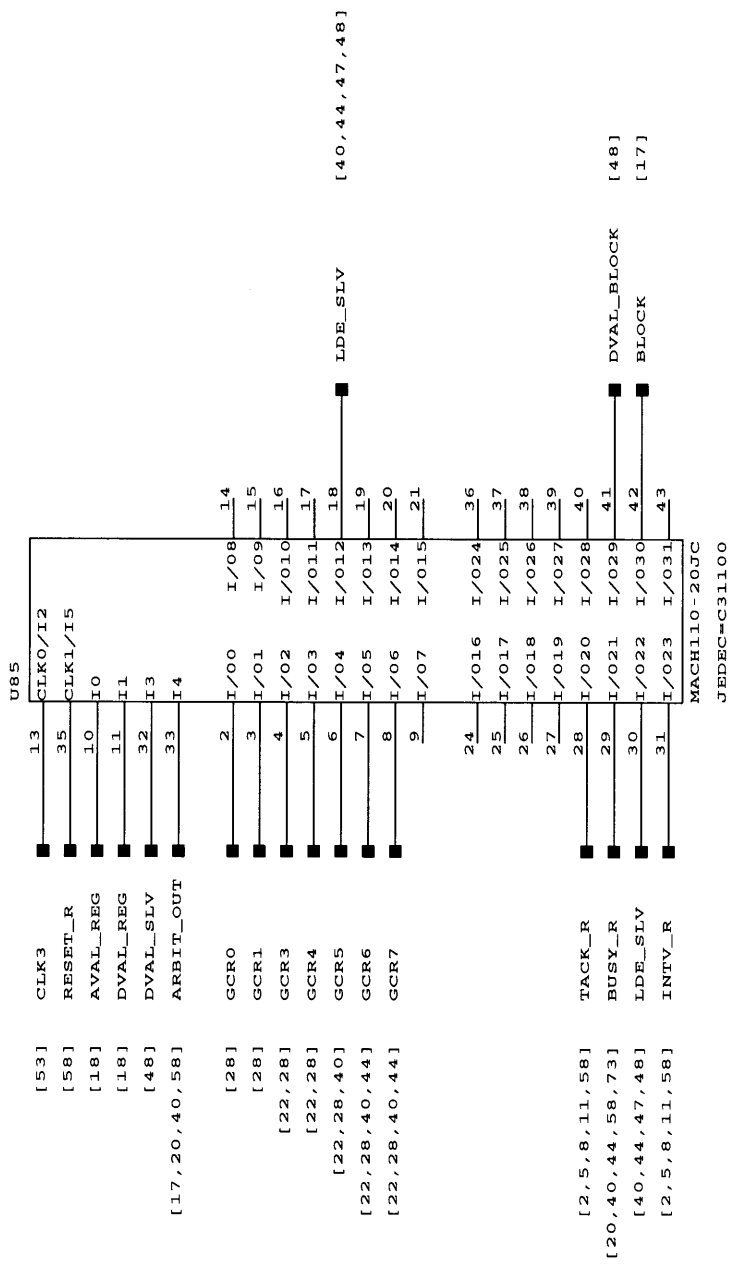 U85
[53] CLK3 13 CLK0/I2
[58] RESET_R 35 CLK1/I5
[18] AVAL_REG 10 I0
[18] DVAL_REG 11 I1
[48] DVAL_SLV 32 I3
[17,20,40,58] ARBIT_OUT 33 I4
[28] GCR0 2 I/O0 I/O8 14
[28] GCR1 3 I/O1 I/O9 15
[22,28] GCR3 4 I/O2 I/O10 16
[22,28] GCR4 5 I/O3 I/O11 17
[22,28,40] GCR5 6 I/O4 I/O12 18 LDE_SLV [40,44,47,48]
[22,28,40,44] GCR6 7 I/O5 I/O13 19
[22,28,40,44] GCR7 8 I/O6 I/O14 20
9 I/O7 I/O15 21
24 I/O16 I/O24 36
25 I/O17 I/O25 37
26 I/O18 I/O26 38
27 I/O19 I/O27 39
[2,5,8,11,58] TACK_R 28 I/O20 I/O28 40
[20,40,44,58,73] BUSY_R 29 I/O21 I/O29 41 DVAL_BLOCK [48]
[40,44,47,48] LDE_SLV 30 I/O22 I/O30 42 BLOCK [17]
[2,5,8,11,58] INTV_R 31 I/O23 I/O31 43
MACH110-20JC
JEDEC=C31100